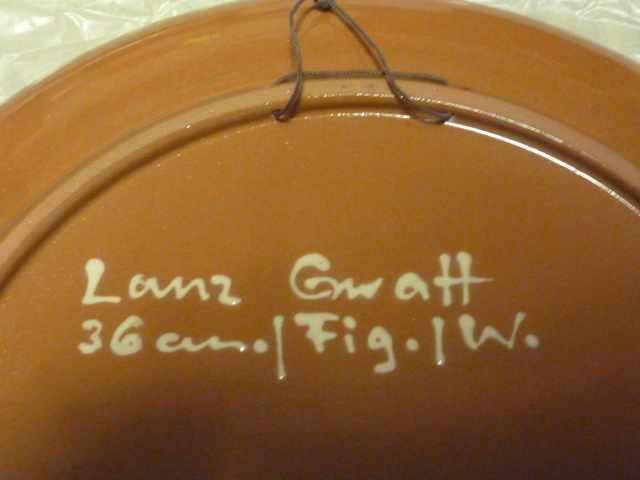 Lanz Gwatt
36 cm. / Fig. / W.